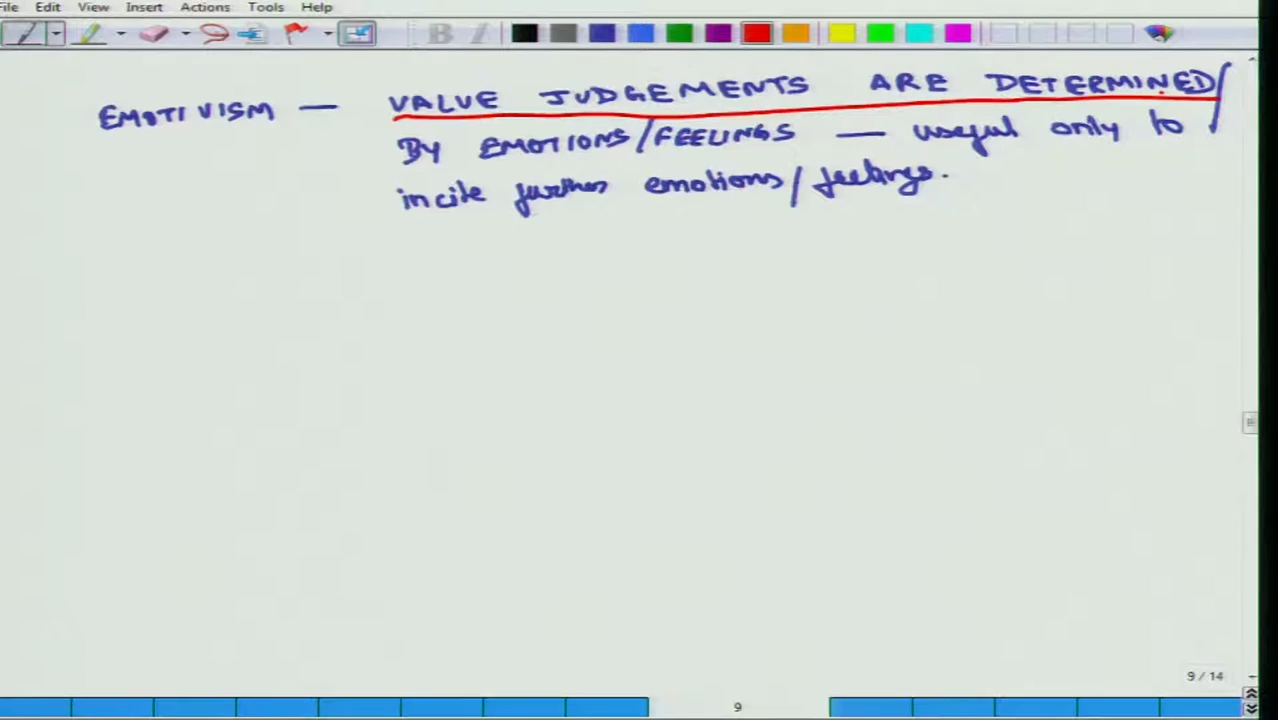 File Edit View Insert Actions Tools Help
B I
EMOTIVISM — VALUE JUDGEMENTS ARE DETERMINED/
By EMOTIONS/FEELINGS — useful only to
incite further emotions/feelings.
9 / 14
9